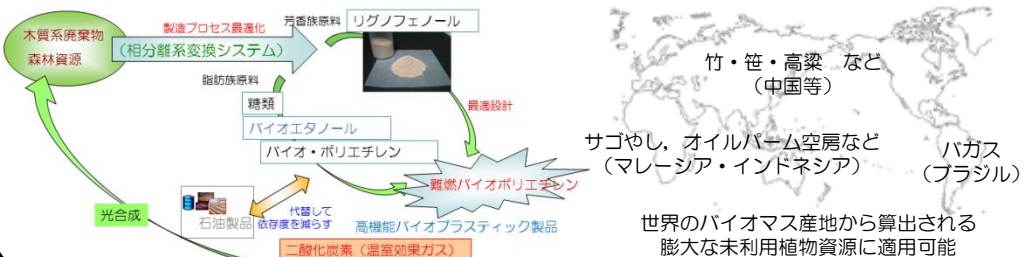 木質系廃棄物
森林資源
製造プロセス最適化
(相分離系変換システム)
芳香族原料
リグノフェノール
脂肪族原料
糖類
バイオエタノール
バイオ・ポリエチレン
最適設計
難燃バイオポリエチレン
石油製品
代替して
依存度を減らす
高機能バイオプラスティック製品
光合成
二酸化炭素(温室効果ガス)
竹・笹・高粱 など
(中国等)
サゴやし,オイルパーム空房など
(マレーシア・インドネシア)
バガス
(ブラジル)
世界のバイオマス産地から算出される
膨大な未利用植物資源に適用可能